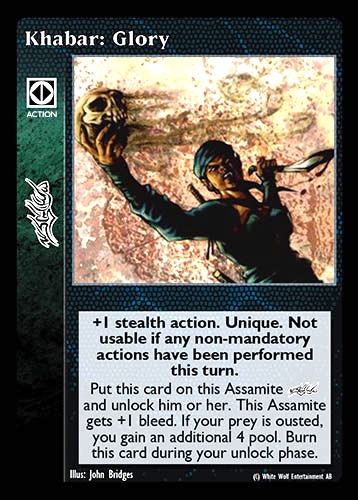 Khabar: Glory
ACTION
+1 stealth action. Unique. Not
usable if any non-mandatory
actions have been performed
this turn.
Put this card on this Assamite
and unlock him or her. This Assamite
gets +1 bleed. If your prey is ousted,
you gain an additional 4 pool. Burn
this card during your unlock phase.
Illus: John Bridges
(C) White Wolf Entertainment AB